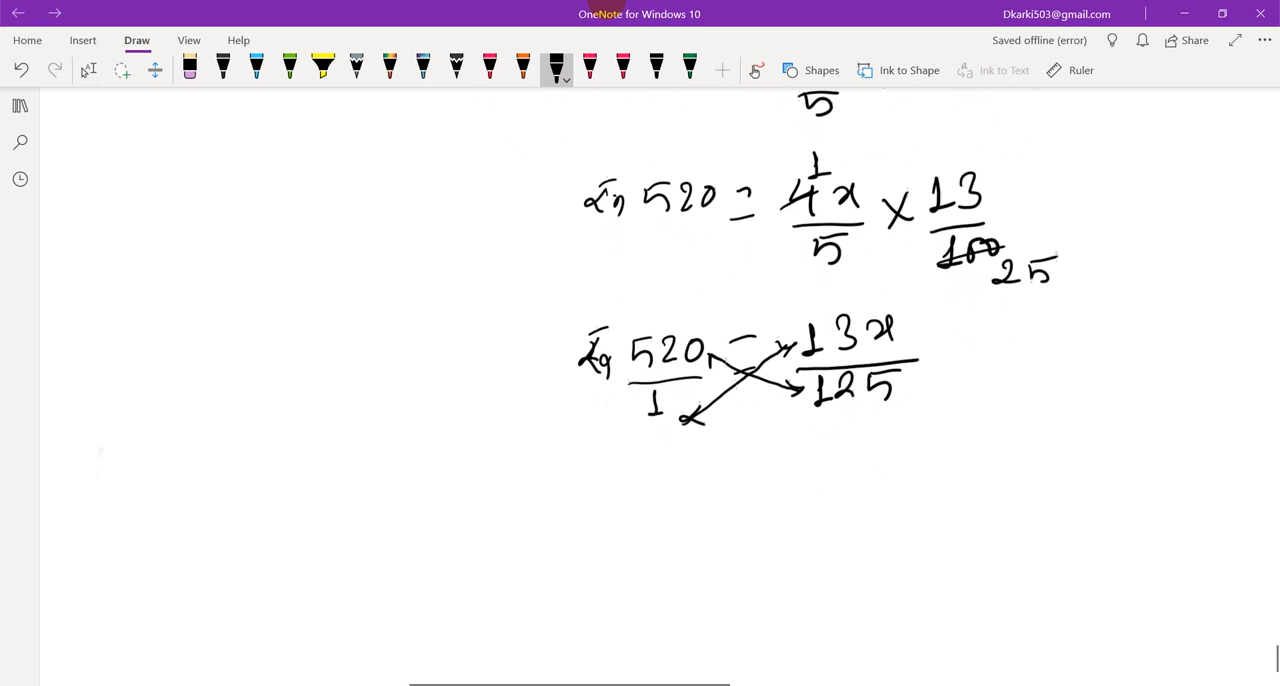 OneNote for Windows 10
Dkarki503@gmail.com
Home Insert Draw View Help
Saved offline (error)
Share
Shapes
Ink to Shape
Ink to Text
Ruler
5
520 = 4x/5 × 13/100
1
25
520/1 = 13x/125